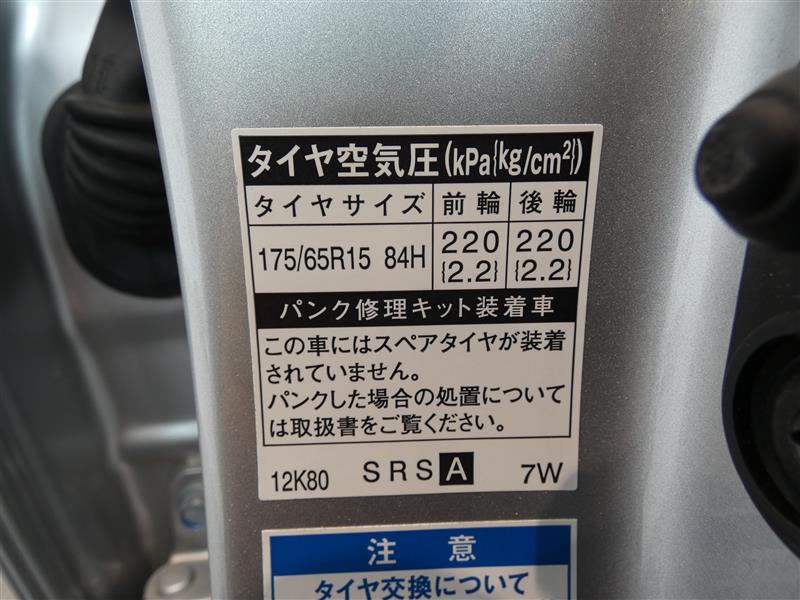 タイヤ空気圧(kPa{kg/cm²})
タイヤサイズ 前輪 後輪
175/65R15 84H 220 {2.2} 220 {2.2}
パンク修理キット装着車
この車にはスペアタイヤが装着
されていません。
パンクした場合の処置について
は取扱書をご覧ください。
12K80 SRS A 7W
注 意
タイヤ交換について